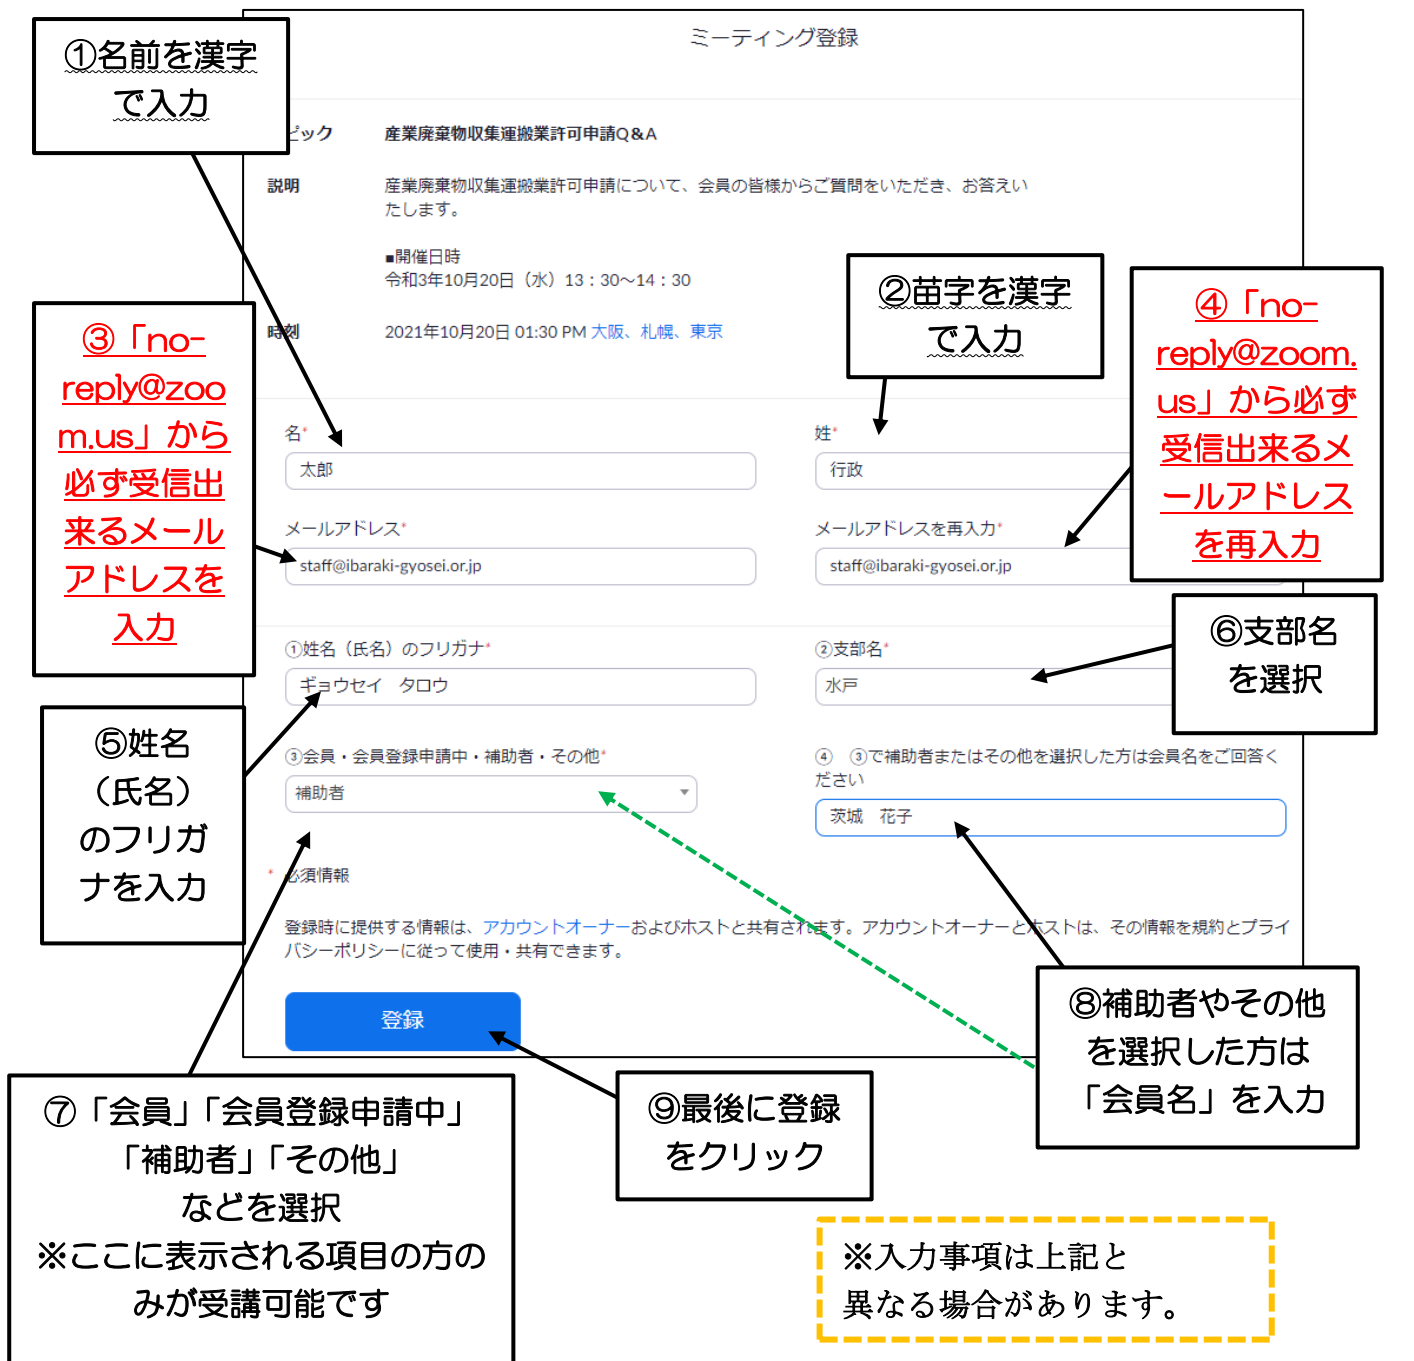 ミーティング登録
①名前を漢字
で入力
ピック
産業廃棄物収集運搬業許可申請Q&A
説明
産業廃棄物収集運搬業許可申請について、会員の皆様からご質問をいただき、お答えい
たします。
■開催日時
令和3年10月20日（水）13：30～14：30
時刻
2021年10月20日 01:30 PM 大阪、札幌、東京
②苗字を漢字
で入力
③「no-
reply@zoo
m.us」から
必ず受信出
来るメール
アドレスを
入力
④「no-
reply@zoom.
us」から必ず
受信出来るメ
ールアドレス
を再入力
名*
太郎
姓*
行政
メールアドレス*
staff@ibaraki-gyosei.or.jp
メールアドレスを再入力*
staff@ibaraki-gyosei.or.jp
①姓名（氏名）のフリガナ*
ギョウセイ　タロウ
②支部名*
水戸
⑥支部名
を選択
⑤姓名
（氏名）
のフリガ
ナを入力
③会員・会員登録申請中・補助者・その他*
補助者
④　③で補助者またはその他を選択した方は会員名をご回答く
ださい
茨城　花子
* 必須情報
登録時に提供する情報は、アカウントオーナーおよびホストと共有されます。アカウントオーナーとホストは、その情報を規約とプライ
バシーポリシーに従って使用・共有できます。
登録
⑧補助者やその他
を選択した方は
「会員名」を入力
⑦「会員」「会員登録申請中」
「補助者」「その他」
などを選択
※ここに表示される項目の方の
みが受講可能です
⑨最後に登録
をクリック
※入力事項は上記と
異なる場合があります。